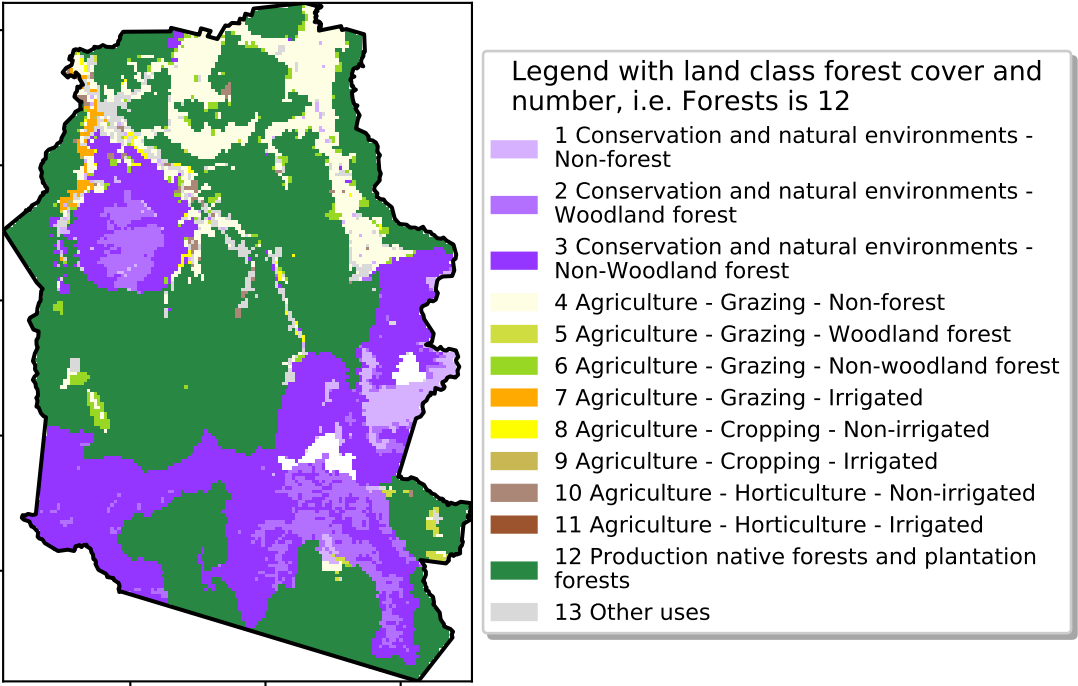 Legend with land class forest cover and
number, i.e. Forests is 12
1 Conservation and natural environments -
Non-forest
2 Conservation and natural environments -
Woodland forest
3 Conservation and natural environments -
Non-Woodland forest
4 Agriculture - Grazing - Non-forest
5 Agriculture - Grazing - Woodland forest
6 Agriculture - Grazing - Non-woodland forest
7 Agriculture - Grazing - Irrigated
8 Agriculture - Cropping - Non-irrigated
9 Agriculture - Cropping - Irrigated
10 Agriculture - Horticulture - Non-irrigated
11 Agriculture - Horticulture - Irrigated
12 Production native forests and plantation
forests
13 Other uses